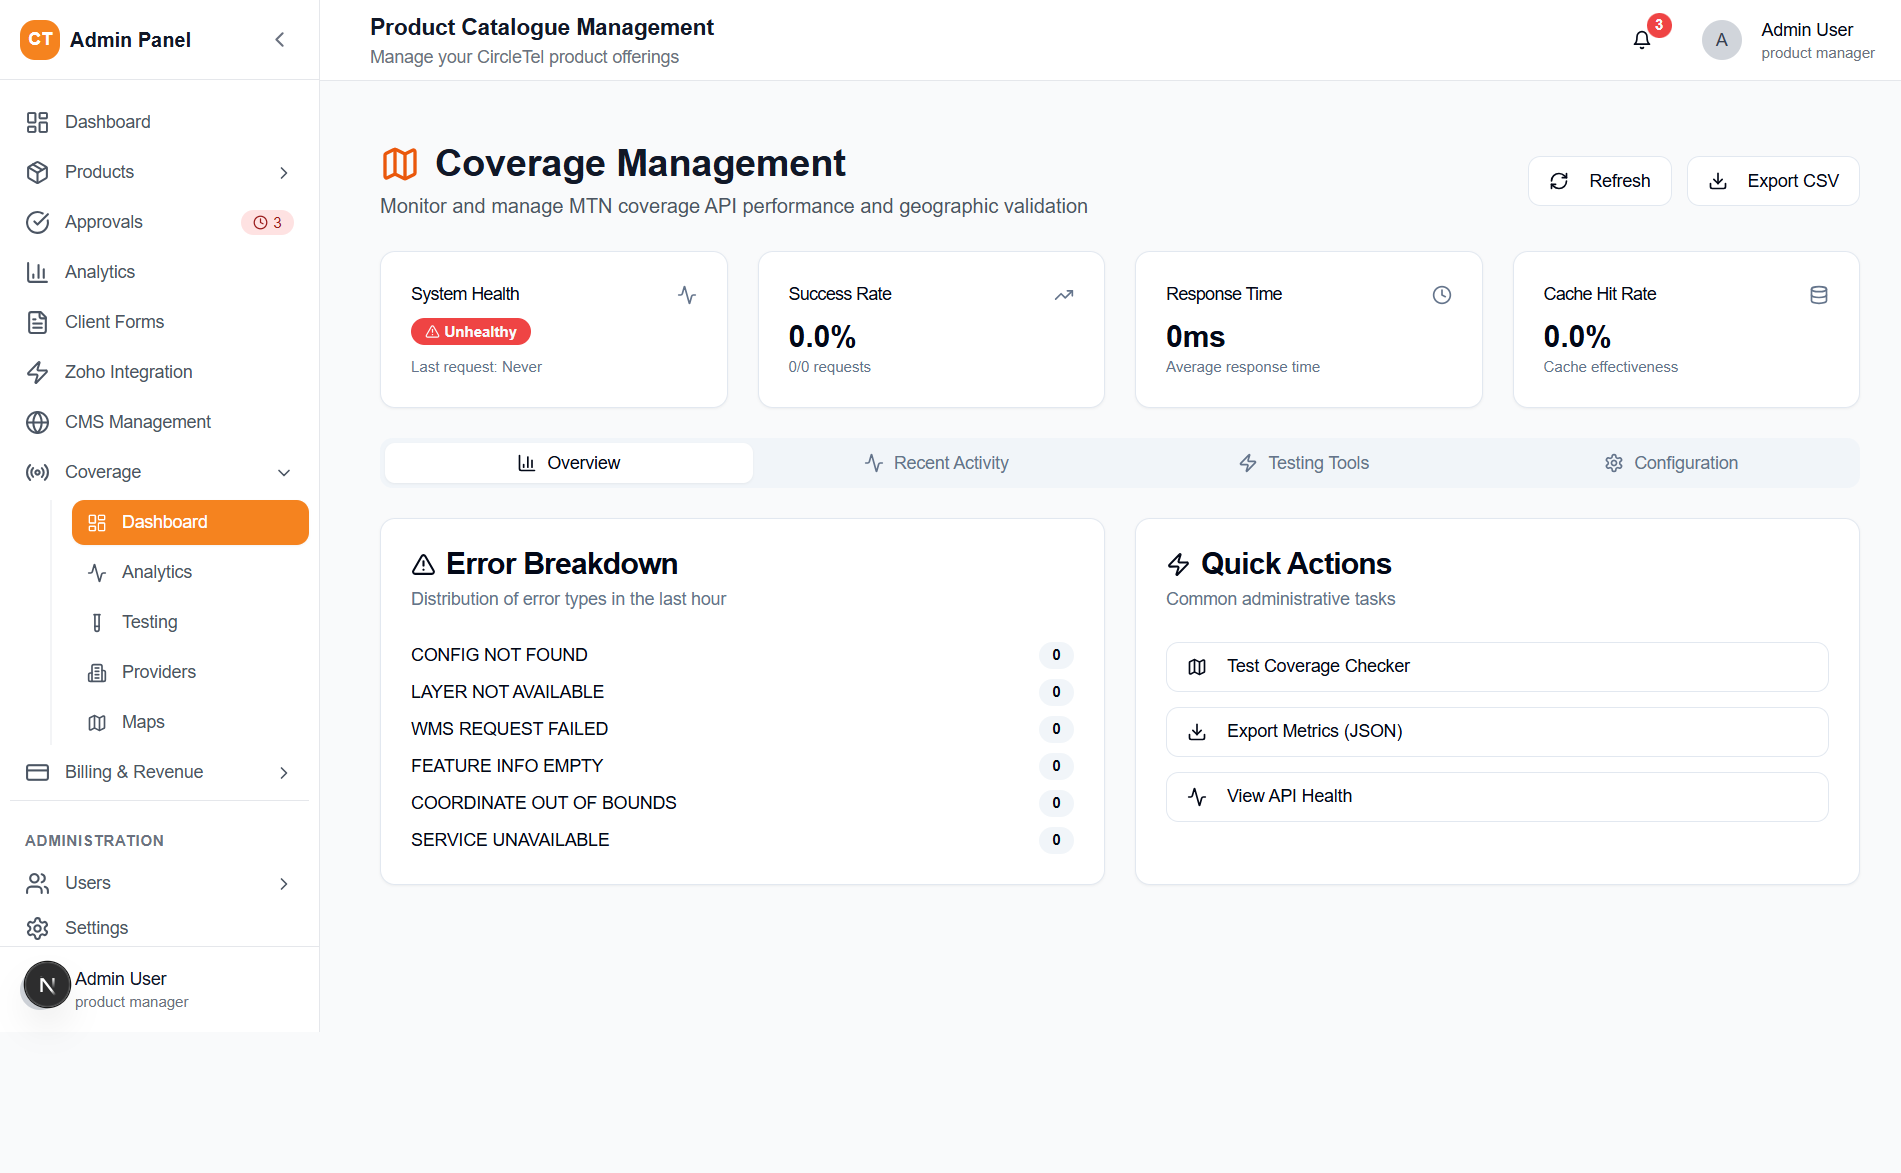 CT Admin Panel
Dashboard
Products
Approvals 3
Analytics
Client Forms
Zoho Integration
CMS Management
Coverage
Dashboard
Analytics
Testing
Providers
Maps
Billing & Revenue
ADMINISTRATION
Users
Settings
N Admin User
product manager
Product Catalogue Management
Manage your CircleTel product offerings
3
A
Admin User
product manager
Coverage Management
Monitor and manage MTN coverage API performance and geographic validation
Refresh
Export CSV
System Health
Unhealthy
Last request: Never
Success Rate
0.0%
0/0 requests
Response Time
0ms
Average response time
Cache Hit Rate
0.0%
Cache effectiveness
Overview
Recent Activity
Testing Tools
Configuration
Error Breakdown
Distribution of error types in the last hour
CONFIG NOT FOUND 0
LAYER NOT AVAILABLE 0
WMS REQUEST FAILED 0
FEATURE INFO EMPTY 0
COORDINATE OUT OF BOUNDS 0
SERVICE UNAVAILABLE 0
Quick Actions
Common administrative tasks
Test Coverage Checker
Export Metrics (JSON)
View API Health